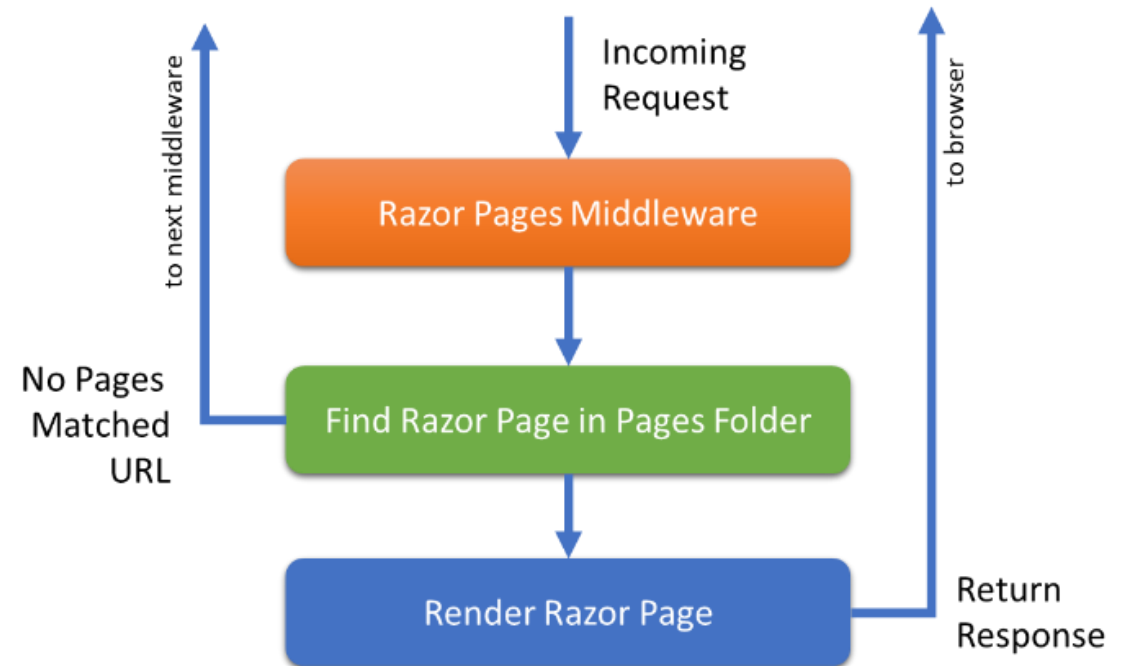 Incoming
Request
to next middleware
to browser
Razor Pages Middleware
No Pages
Matched
URL
Find Razor Page in Pages Folder
Render Razor Page
Return
Response